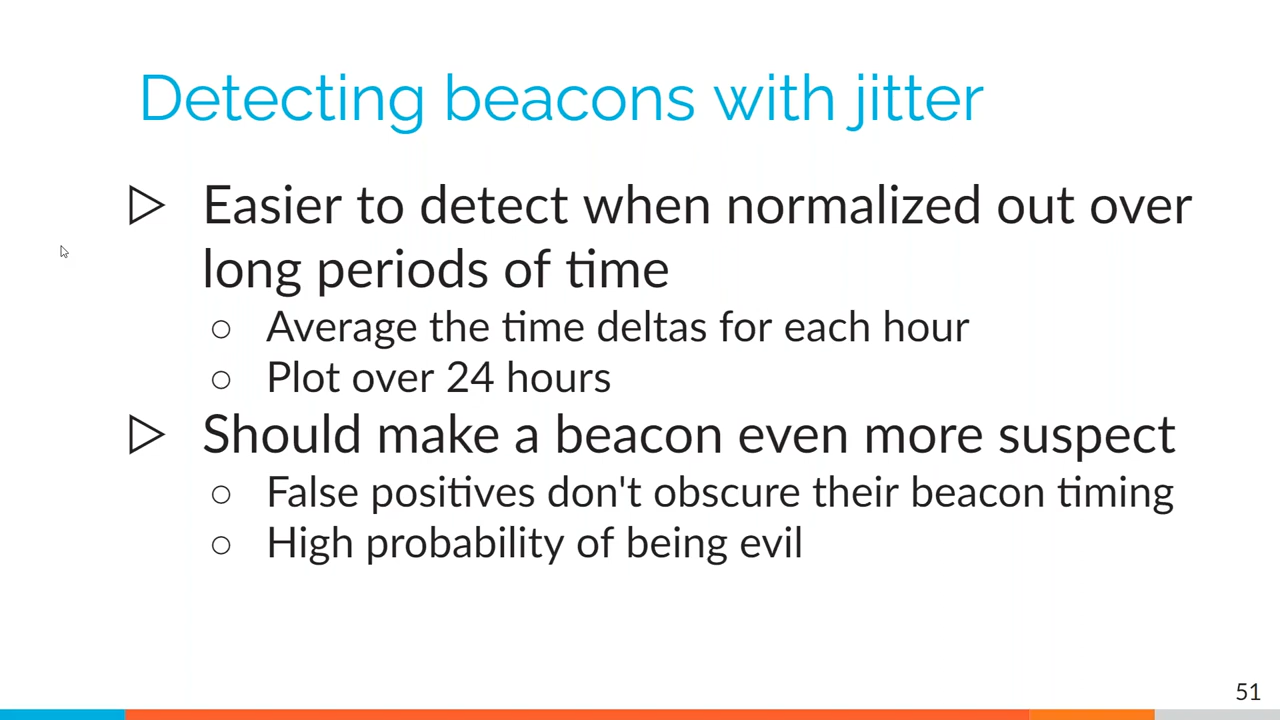 Detecting beacons with jitter
▷ Easier to detect when normalized out over
long periods of time
○ Average the time deltas for each hour
○ Plot over 24 hours
▷ Should make a beacon even more suspect
○ False positives don't obscure their beacon timing
○ High probability of being evil
51